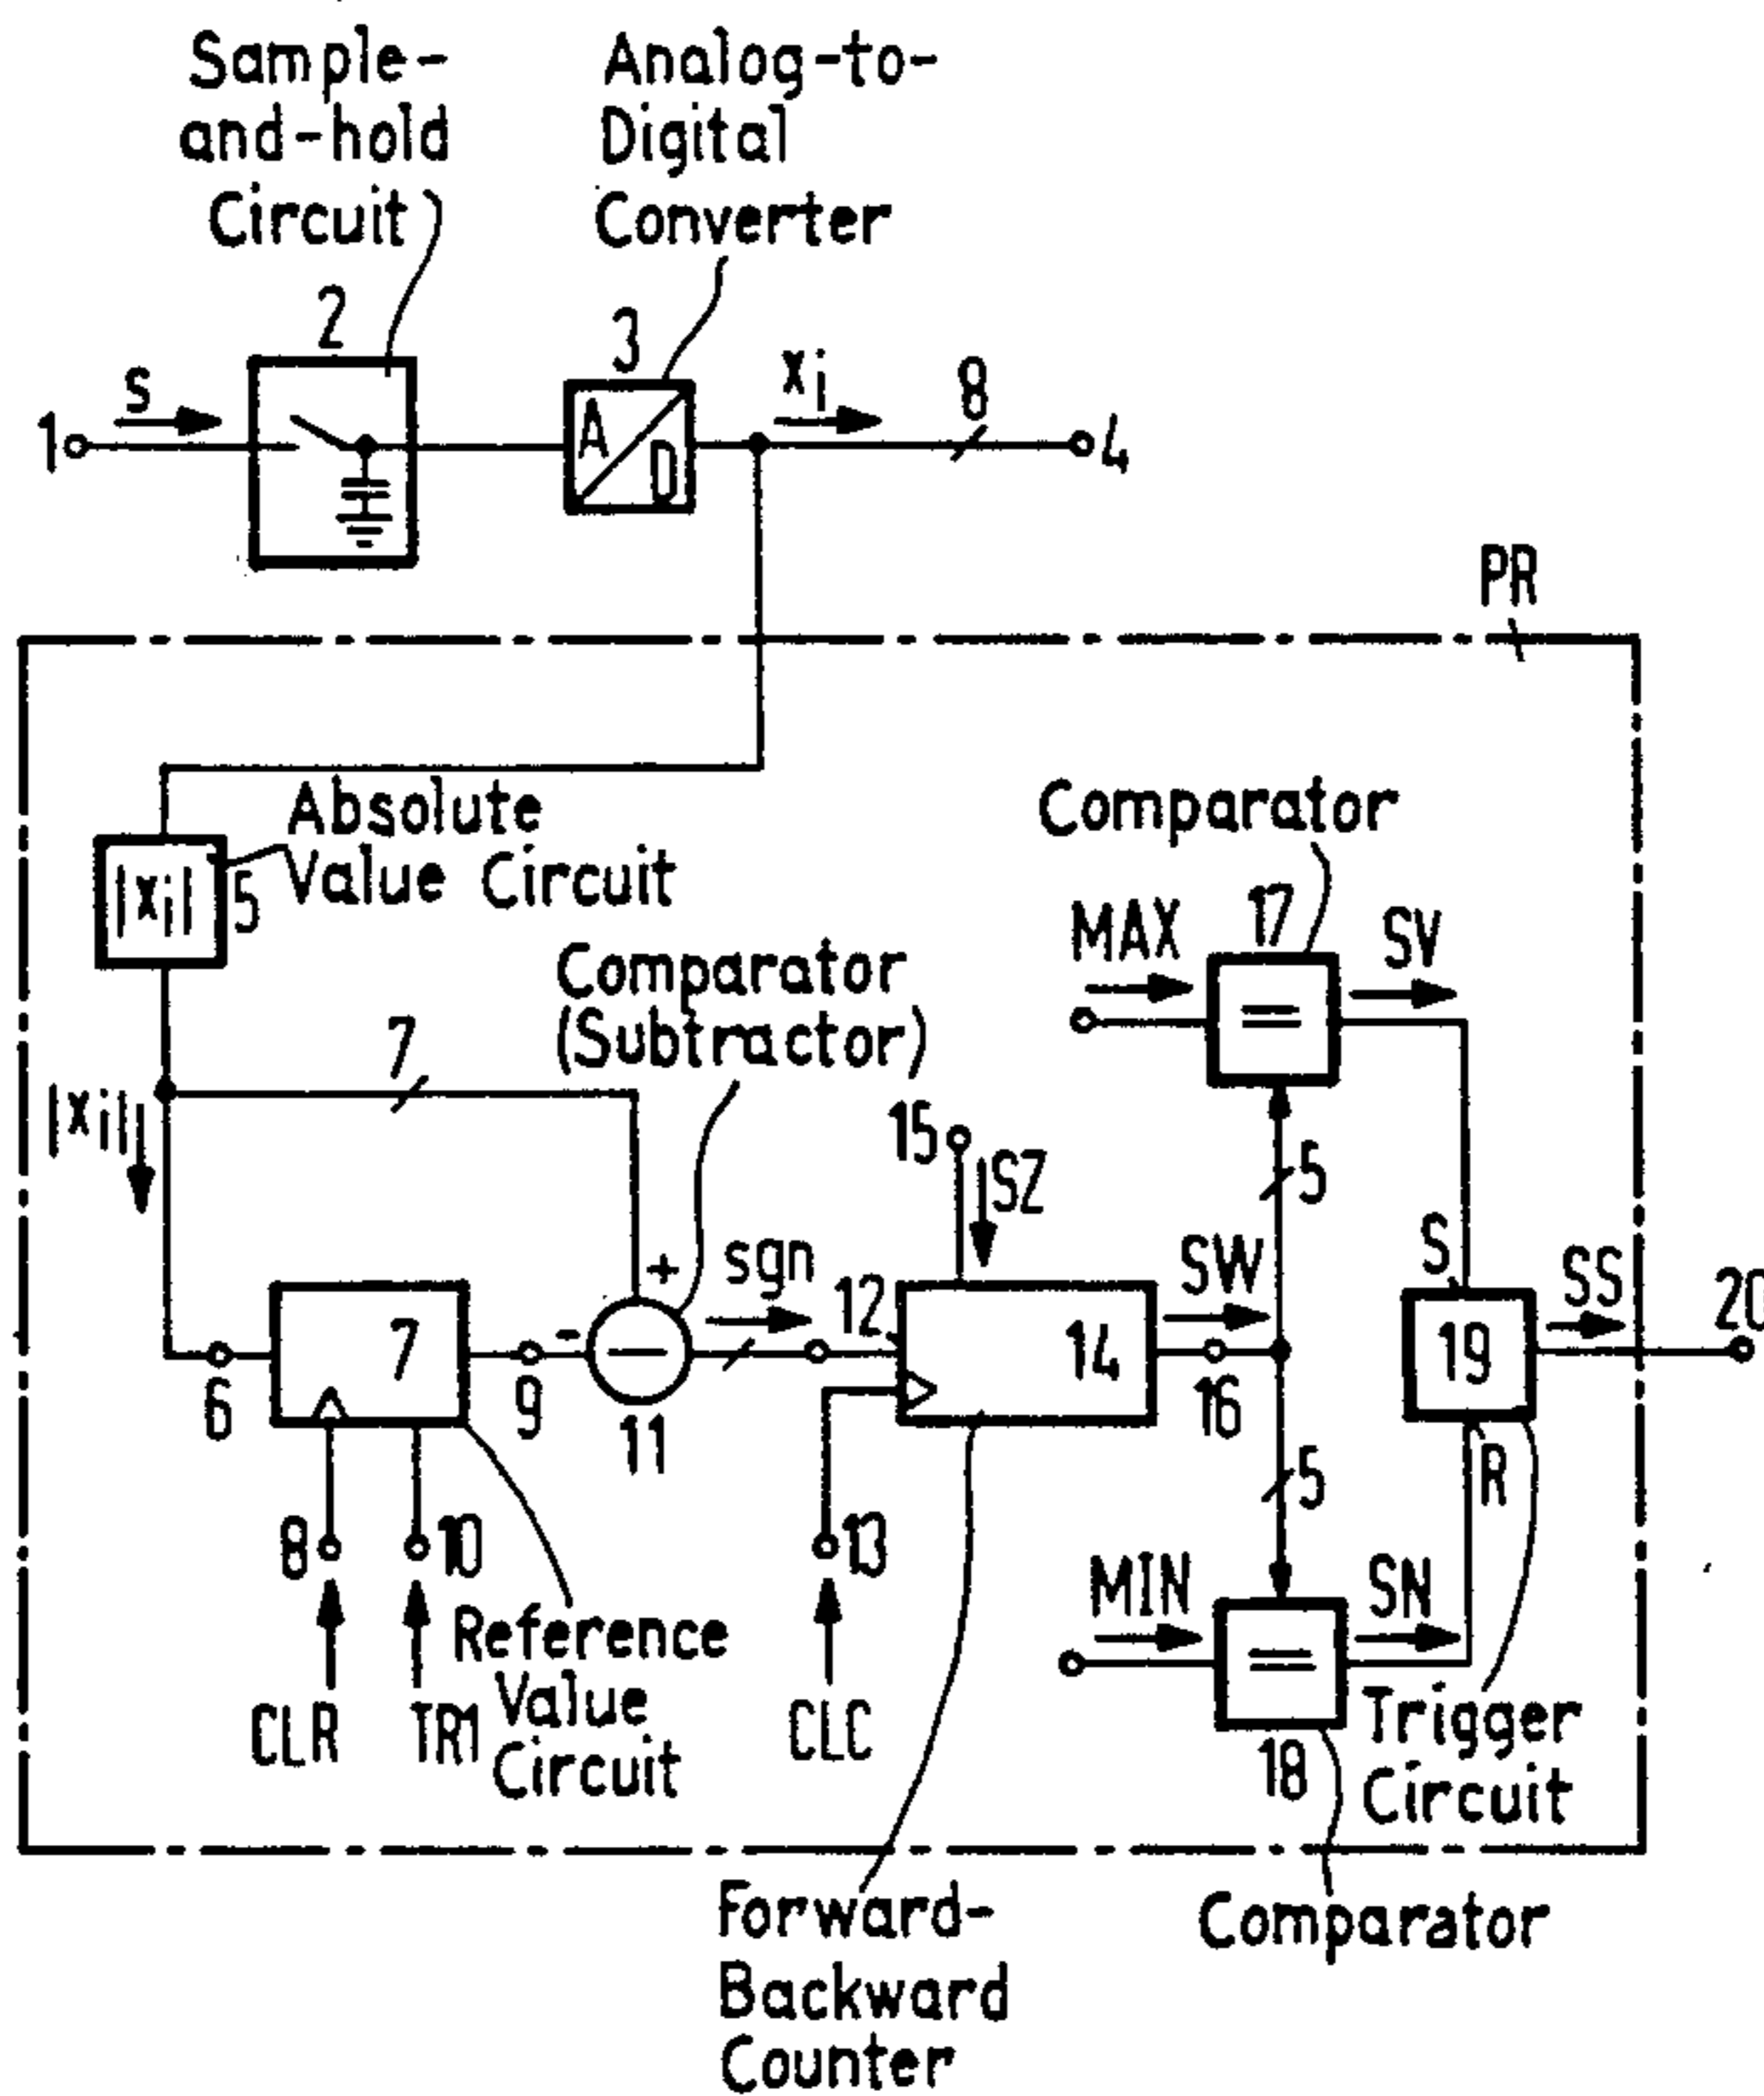 Sample-
and-hold
Circuit
Analog-to-
Digital
Converter
2
3
1
s
A
D
xi
8
4
PR
Absolute
Value Circuit
|xi|
5
Comparator
MAX
17
SV
Comparator
(Subtractor)
7
|xi|
15
SZ
5
+
sgn
12
SW
S
SS
20
6
7
9
-
11
14
16
19
5
R
8
10
13
CLR
TR1
CLC
Reference
Value
Circuit
MIN
SN
18
Trigger
Circuit
Forward-
Backward
Counter
Comparator